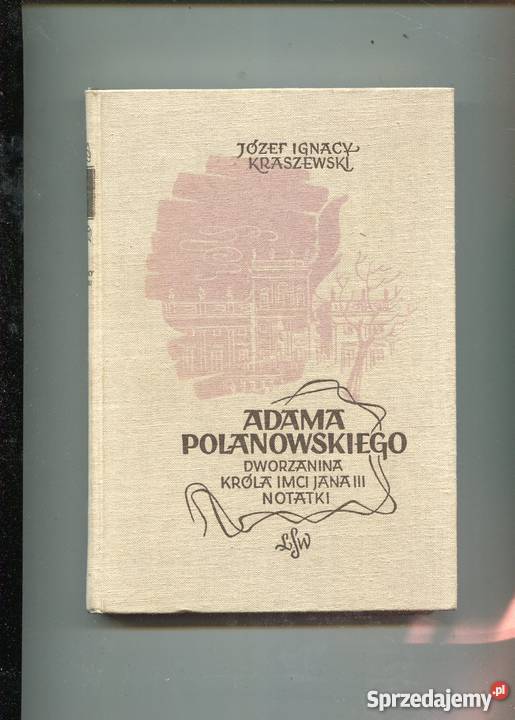 JÓZEF IGNACY
KRASZEWSKI
ADAMA
POLANOWSKIEGO
DWORZANINA
KRÓLA IMCI JANA III
NOTATKI
LSW
Sprzedajemy.pl